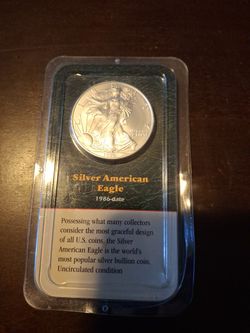 Silver American
Eagle
1986-date
Possessing what many collectors
consider the most graceful design
of all U.S. coins, the Silver
American Eagle is the world's
most popular silver bullion coin.
Uncirculated condition